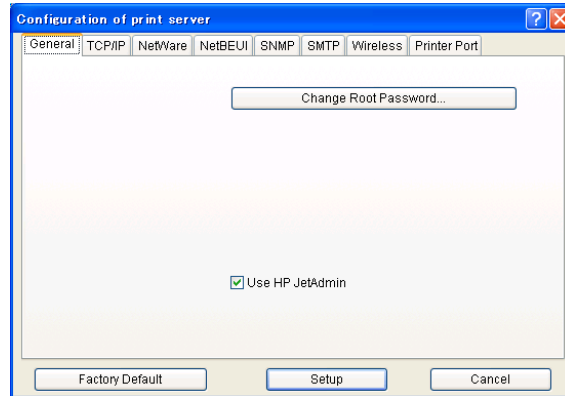 Configuration of print server
General TCP/IP NetWare NetBEUI SNMP SMTP Wireless Printer Port
Change Root Password...
Use HP JetAdmin
Factory Default Setup Cancel